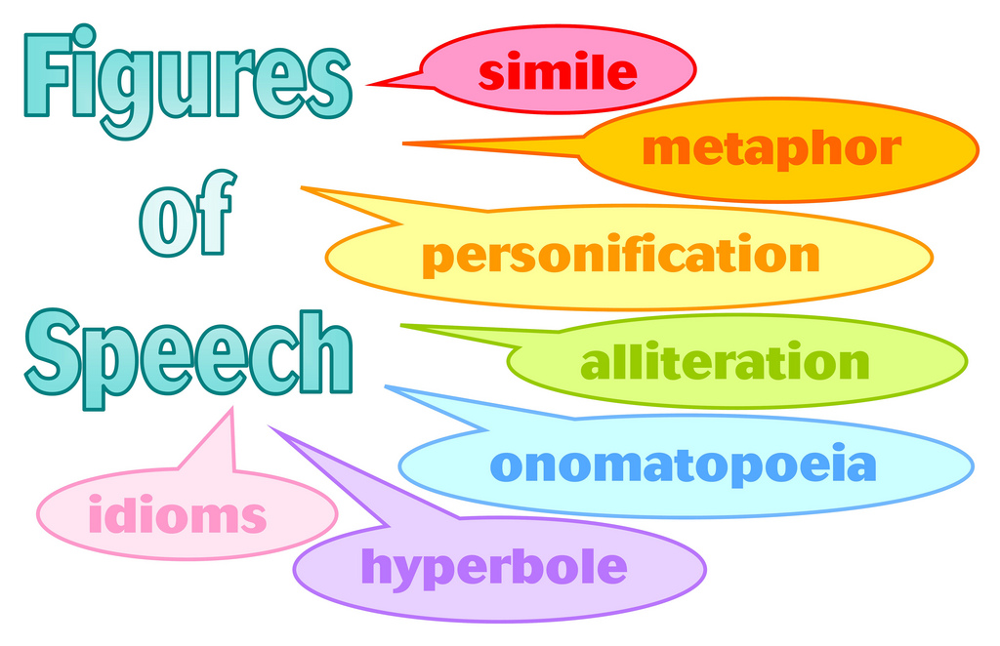 Figures
of
Speech
simile
metaphor
personification
alliteration
onomatopoeia
hyperbole
idioms